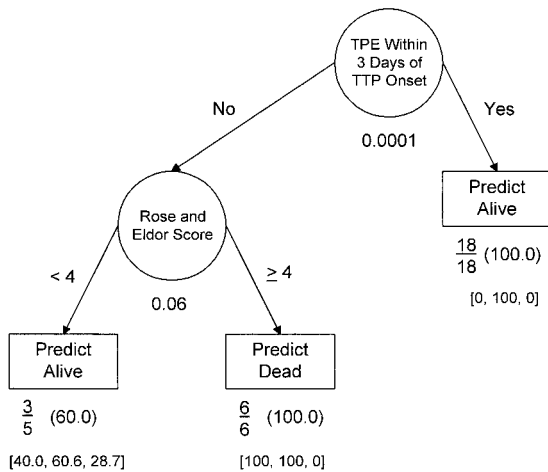 TPE Within
3 Days of
TTP Onset
No
Yes
0.0001
Rose and
Eldor Score
Predict
Alive
18/18 (100.0)
[0, 100, 0]
< 4
≥ 4
0.06
Predict
Alive
Predict
Dead
3/5 (60.0)
6/6 (100.0)
[40.0, 60.6, 28.7]
[100, 100, 0]